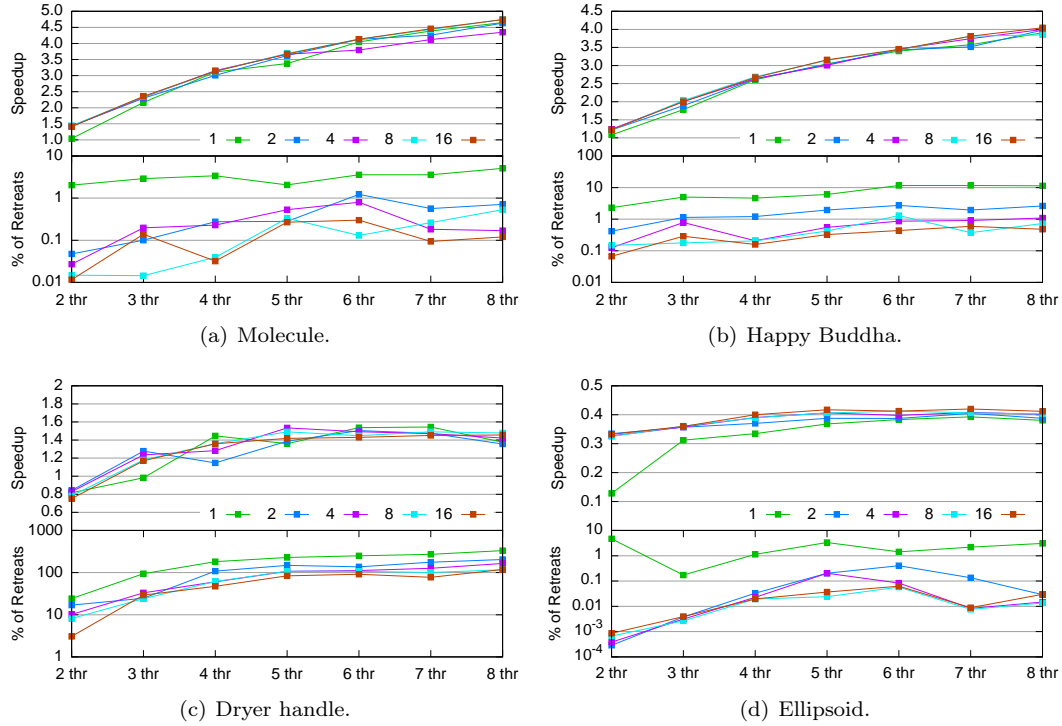 5.0
4.5
4.0
3.5
3.0
2.5
2.0
1.5
1.0
Speedup
1 2 4 8 16
10
1
0.1
0.01
% of Retreats
2 thr 3 thr 4 thr 5 thr 6 thr 7 thr 8 thr
(a) Molecule.
4.5
4.0
3.5
3.0
2.5
2.0
1.5
1.0
Speedup
1 2 4 8 16
100
10
1
0.1
0.01
% of Retreats
2 thr 3 thr 4 thr 5 thr 6 thr 7 thr 8 thr
(b) Happy Buddha.
2
1.8
1.6
1.4
1.2
1
0.8
0.6
Speedup
1 2 4 8 16
1000
100
10
1
% of Retreats
2 thr 3 thr 4 thr 5 thr 6 thr 7 thr 8 thr
(c) Dryer handle.
0.5
0.4
0.3
0.2
0.1
Speedup
1 2 4 8 16
10
1
0.1
0.01
10⁻³
10⁻⁴
% of Retreats
2 thr 3 thr 4 thr 5 thr 6 thr 7 thr 8 thr
(d) Ellipsoid.